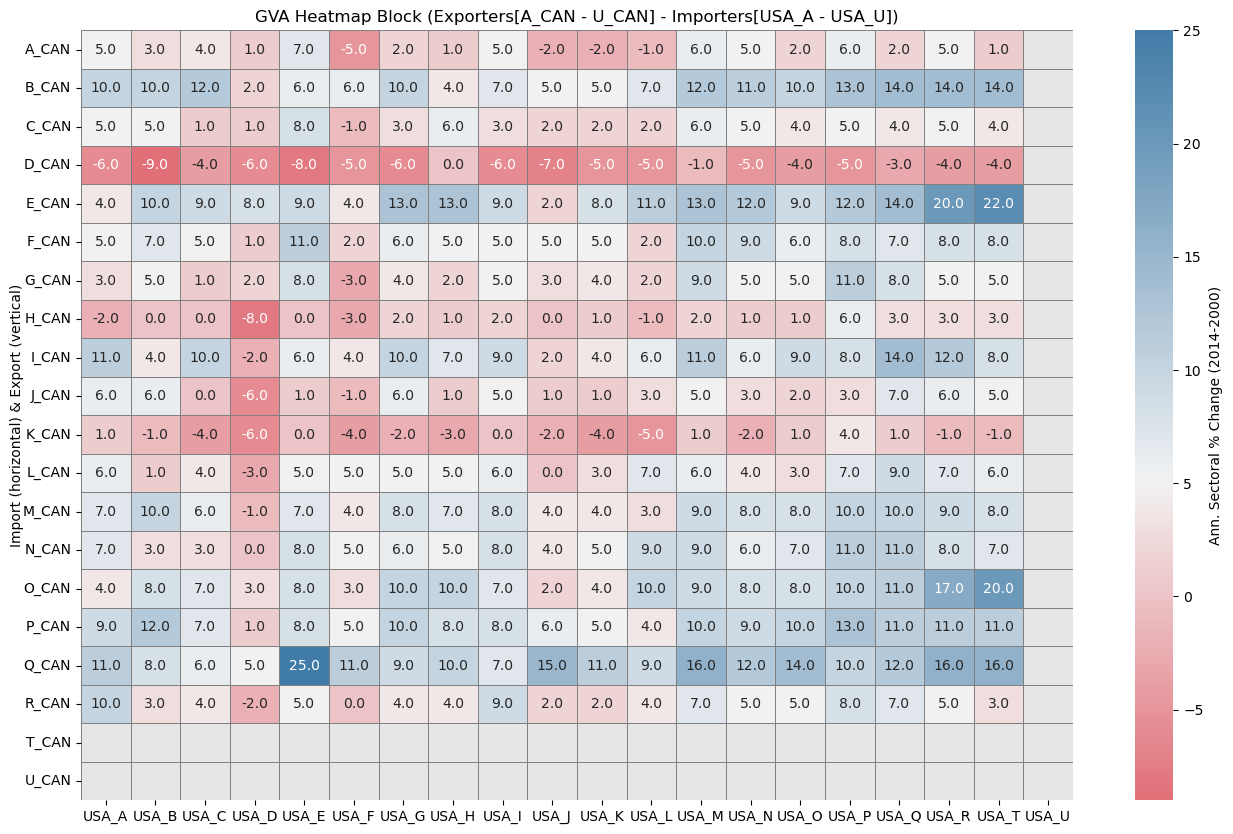 GVA Heatmap Block (Exporters[A_CAN - U_CAN] - Importers[USA_A - USA_U])
Import (horizontal) & Export (vertical)
A_CAN 5.0 3.0 4.0 1.0 7.0 -5.0 2.0 1.0 5.0 -2.0 -2.0 -1.0 6.0 5.0 2.0 6.0 2.0 5.0 1.0
B_CAN 10.0 10.0 12.0 2.0 6.0 6.0 10.0 4.0 7.0 5.0 5.0 7.0 12.0 11.0 10.0 13.0 14.0 14.0 14.0
C_CAN 5.0 5.0 1.0 1.0 8.0 -1.0 3.0 6.0 3.0 2.0 2.0 2.0 6.0 5.0 4.0 5.0 4.0 5.0 4.0
D_CAN -6.0 -9.0 -4.0 -6.0 -8.0 -5.0 -6.0 0.0 -6.0 -7.0 -5.0 -5.0 -1.0 -5.0 -4.0 -5.0 -3.0 -4.0 -4.0
E_CAN 4.0 10.0 9.0 8.0 9.0 4.0 13.0 13.0 9.0 2.0 8.0 11.0 13.0 12.0 9.0 12.0 14.0 20.0 22.0
F_CAN 5.0 7.0 5.0 1.0 11.0 2.0 6.0 5.0 5.0 5.0 5.0 2.0 10.0 9.0 6.0 8.0 7.0 8.0 8.0
G_CAN 3.0 5.0 1.0 2.0 8.0 -3.0 4.0 2.0 5.0 3.0 4.0 2.0 9.0 5.0 5.0 11.0 8.0 5.0 5.0
H_CAN -2.0 0.0 0.0 -8.0 0.0 -3.0 2.0 1.0 2.0 0.0 1.0 -1.0 2.0 1.0 1.0 6.0 3.0 3.0 3.0
I_CAN 11.0 4.0 10.0 -2.0 6.0 4.0 10.0 7.0 9.0 2.0 4.0 6.0 11.0 6.0 9.0 8.0 14.0 12.0 8.0
J_CAN 6.0 6.0 0.0 -6.0 1.0 -1.0 6.0 1.0 5.0 1.0 1.0 3.0 5.0 3.0 2.0 3.0 7.0 6.0 5.0
K_CAN 1.0 -1.0 -4.0 -6.0 0.0 -4.0 -2.0 -3.0 0.0 -2.0 -4.0 -5.0 1.0 -2.0 1.0 4.0 1.0 -1.0 -1.0
L_CAN 6.0 1.0 4.0 -3.0 5.0 5.0 5.0 5.0 6.0 0.0 3.0 7.0 6.0 4.0 3.0 7.0 9.0 7.0 6.0
M_CAN 7.0 10.0 6.0 -1.0 7.0 4.0 8.0 7.0 8.0 4.0 4.0 3.0 9.0 8.0 8.0 10.0 10.0 9.0 8.0
N_CAN 7.0 3.0 3.0 0.0 8.0 5.0 6.0 5.0 8.0 4.0 5.0 9.0 9.0 6.0 7.0 11.0 11.0 8.0 7.0
O_CAN 4.0 8.0 7.0 3.0 8.0 3.0 10.0 10.0 7.0 2.0 4.0 10.0 9.0 8.0 8.0 10.0 11.0 17.0 20.0
P_CAN 9.0 12.0 7.0 1.0 8.0 5.0 10.0 8.0 8.0 6.0 5.0 4.0 10.0 9.0 10.0 13.0 11.0 11.0 11.0
Q_CAN 11.0 8.0 6.0 5.0 25.0 11.0 9.0 10.0 7.0 15.0 11.0 9.0 16.0 12.0 14.0 10.0 12.0 16.0 16.0
R_CAN 10.0 3.0 4.0 -2.0 5.0 0.0 4.0 4.0 9.0 2.0 2.0 4.0 7.0 5.0 5.0 8.0 7.0 5.0 3.0
T_CAN
U_CAN
USA_A USA_B USA_C USA_D USA_E USA_F USA_G USA_H USA_I USA_J USA_K USA_L USA_M USA_N USA_O USA_P USA_Q USA_R USA_T USA_U
25
20
15
10
5
0
−5
Ann. Sectoral % Change (2014-2000)